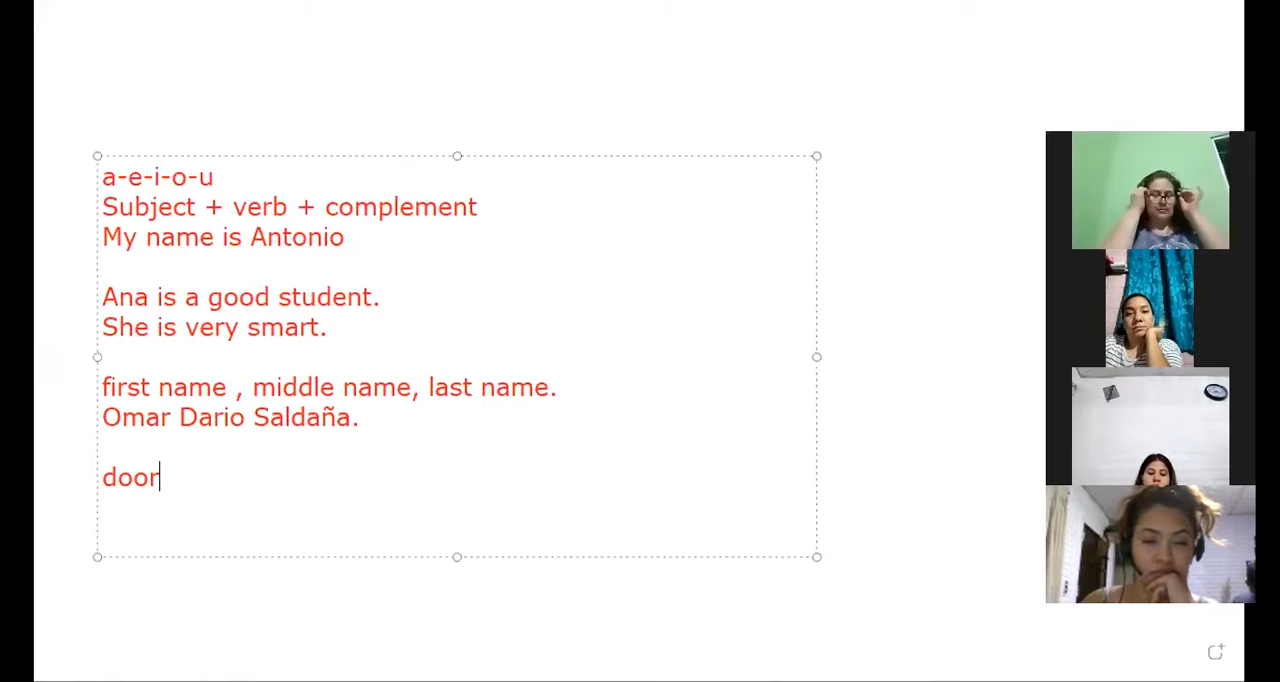 a-e-i-o-u
Subject + verb + complement
My name is Antonio
Ana is a good student.
She is very smart.
first name , middle name, last name.
Omar Dario Saldaña.
door